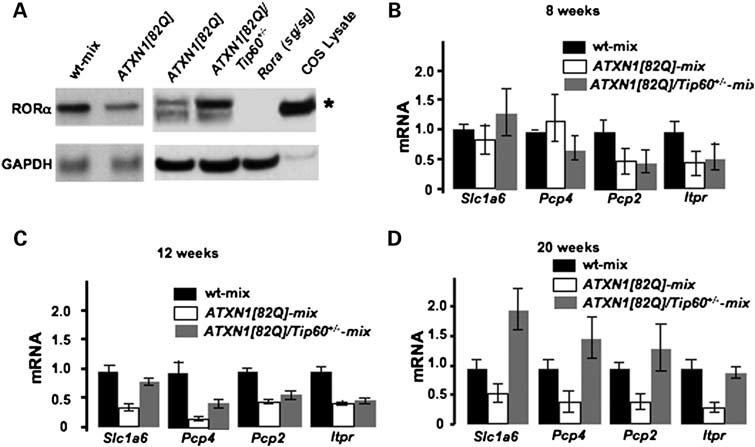 A
wt-mix
ATXN1[82Q]
ATXN1[82Q]
ATXN1[82Q]/
Tip60+/-
Rora (sg/sg)
COS Lysate
RORα
*
GAPDH
B
8 weeks
wt-mix
ATXN1[82Q]-mix
ATXN1[82Q]/Tip60+/--mix
mRNA
2.0
1.5
1.0
0.5
0
Slc1a6 Pcp4 Pcp2 Itpr
C
12 weeks
wt-mix
ATXN1[82Q]-mix
ATXN1[82Q]/Tip60+/--mix
mRNA
2.0
1.5
1.0
0.5
0
Slc1a6 Pcp4 Pcp2 Itpr
D
20 weeks
wt-mix
ATXN1[82Q]-mix
ATXN1[82Q]/Tip60+/--mix
mRNA
2.0
1.5
1.0
0.5
0
Slc1a6 Pcp4 Pcp2 Itpr